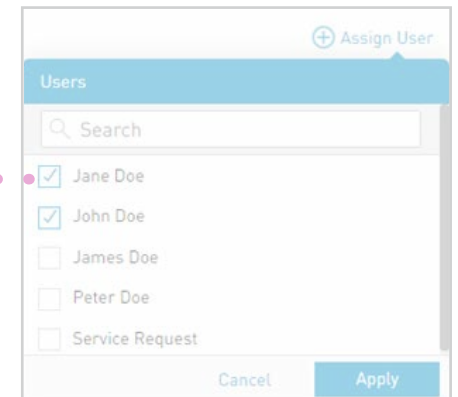 Assign User
Users
Search
Jane Doe
John Doe
James Doe
Peter Doe
Service Request
Cancel Apply